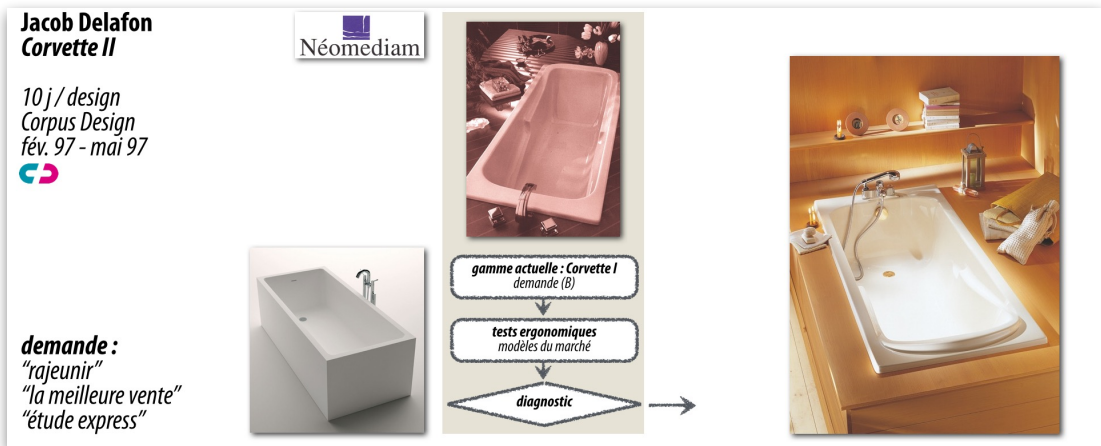 Jacob Delafon
Corvette II
10 j / design
Corpus Design
fév. 97 - mai 97
demande :
“rajeunir”
“la meilleure vente”
“étude express”
Néomediam
gamme actuelle : Corvette I
demande (B)
tests ergonomiques
modèles du marché
diagnostic